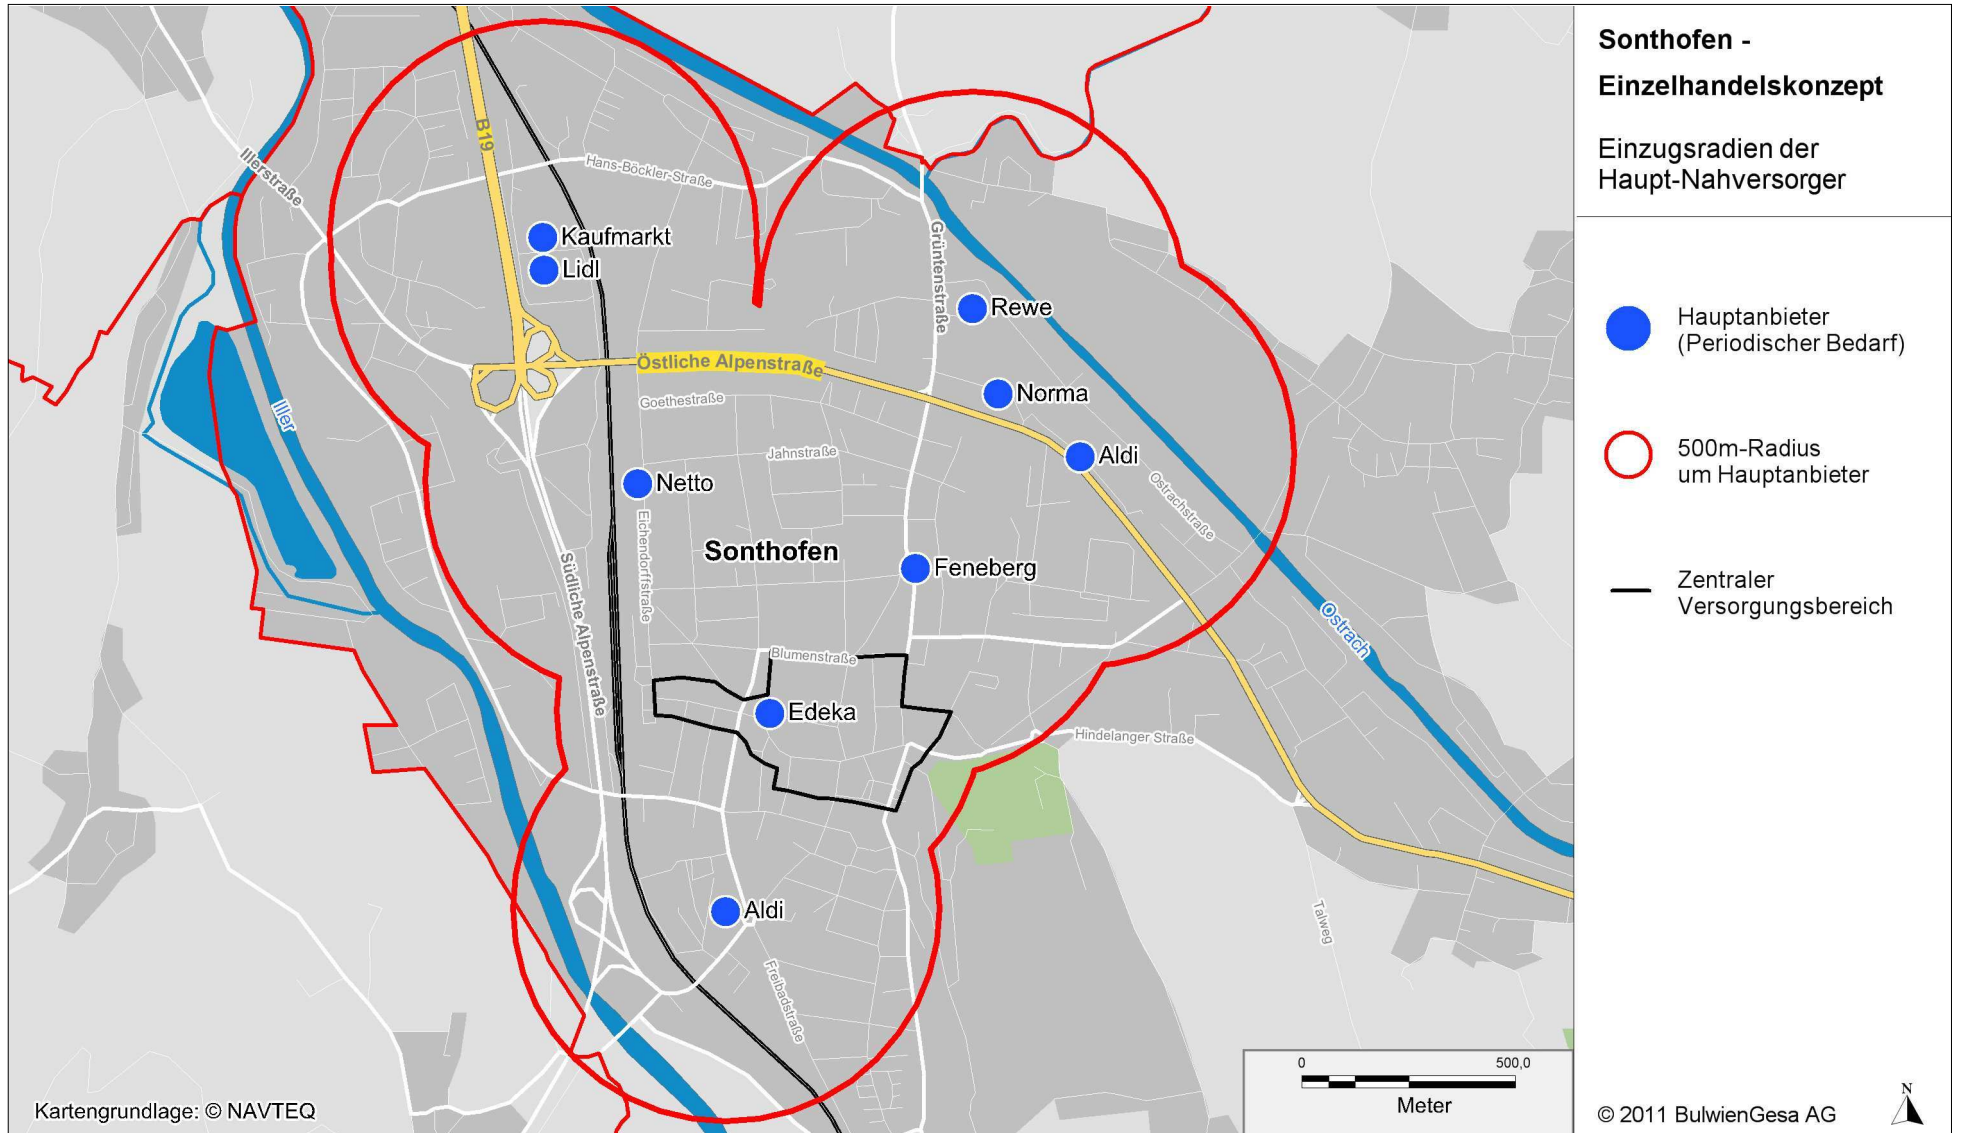 Sonthofen -
Einzelhandelskonzept
Einzugsradien der
Haupt-Nahversorger
Hauptanbieter
(Periodischer Bedarf)
500m-Radius
um Hauptanbieter
Zentraler
Versorgungsbereich
© 2011 BulwienGesa AG
N
B19
Illerstraße
Hans-Böckler-Straße
Kaufmarkt
Lidl
Grüntenstraße
Rewe
Östliche Alpenstraße
Goethestraße
Norma
Iller
Jahnstraße
Aldi
Netto
Ostrachstraße
Eichendorffstraße
Sonthofen
Feneberg
Südliche Alpenstraße
Ostrach
Blumenstraße
Edeka
Hindelanger Straße
Aldi
Talweg
Freibadstraße
0 500,0
Meter
Kartengrundlage: © NAVTEQ